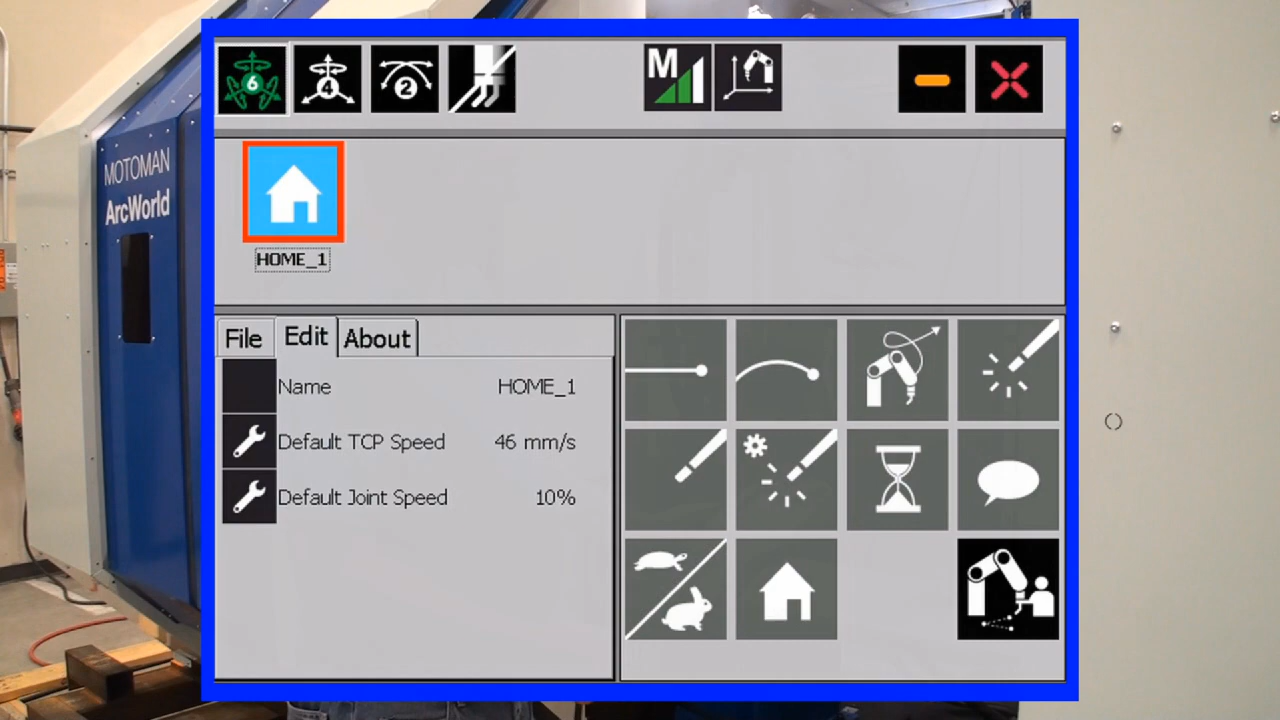 6
4
2
M
MOTOMAN
ArcWorld
HOME_1
File Edit About
Name HOME_1
Default TCP Speed 46 mm/s
Default Joint Speed 10%